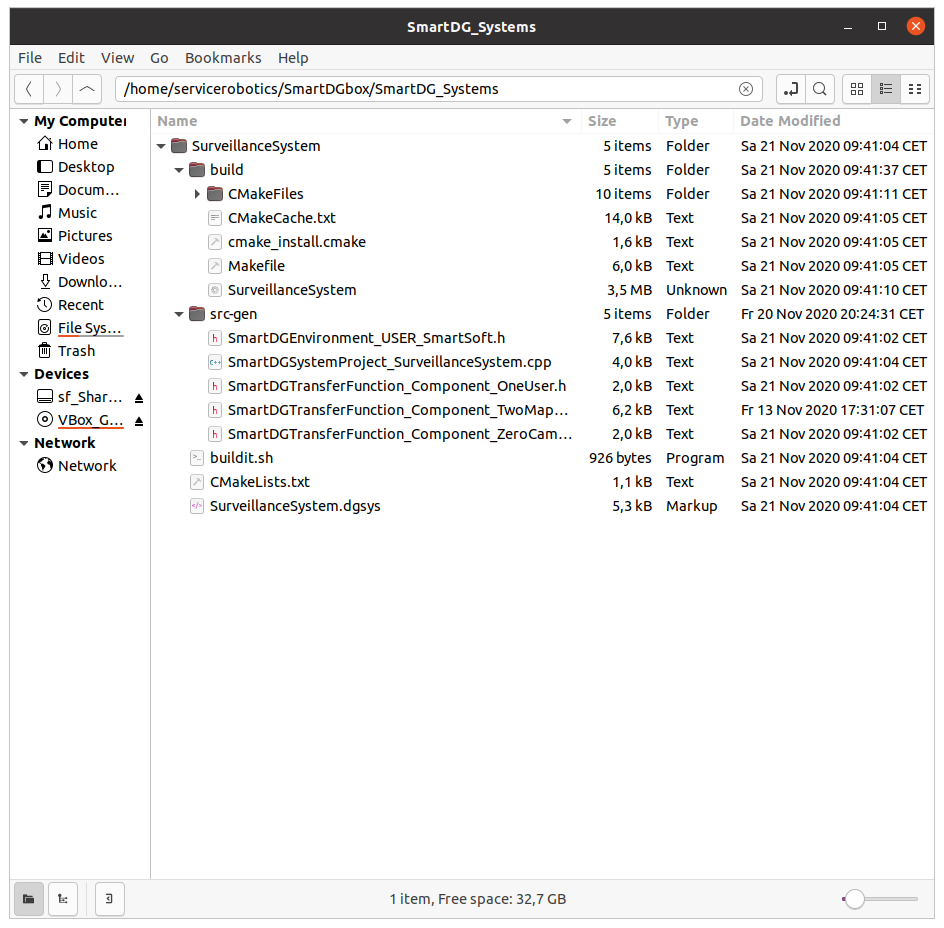 SmartDG_Systems
File Edit View Go Bookmarks Help
/home/servicerobotics/SmartDGbox/SmartDG_Systems
My Computer
Home
Desktop
Docum...
Music
Pictures
Videos
Downlo...
Recent
File Sys...
Trash
Devices
sf_Shar...
VBox_G...
Network
Network
Name Size Type Date Modified
SurveillanceSystem 5 items Folder Sa 21 Nov 2020 09:41:04 CET
build 5 items Folder Sa 21 Nov 2020 09:41:37 CET
CMakeFiles 10 items Folder Sa 21 Nov 2020 09:41:11 CET
CMakeCache.txt 14,0 kB Text Sa 21 Nov 2020 09:41:05 CET
cmake_install.cmake 1,6 kB Text Sa 21 Nov 2020 09:41:05 CET
Makefile 6,0 kB Text Sa 21 Nov 2020 09:41:05 CET
SurveillanceSystem 3,5 MB Unknown Sa 21 Nov 2020 09:41:10 CET
src-gen 5 items Folder Fr 20 Nov 2020 20:24:31 CET
SmartDGEnvironment_USER_SmartSoft.h 7,6 kB Text Sa 21 Nov 2020 09:41:02 CET
SmartDGSystemProject_SurveillanceSystem.cpp 4,0 kB Text Sa 21 Nov 2020 09:41:04 CET
SmartDGTransferFunction_Component_OneUser.h 2,0 kB Text Sa 21 Nov 2020 09:41:02 CET
SmartDGTransferFunction_Component_TwoMap... 6,2 kB Text Fr 13 Nov 2020 17:31:07 CET
SmartDGTransferFunction_Component_ZeroCam... 2,0 kB Text Sa 21 Nov 2020 09:41:02 CET
buildit.sh 926 bytes Program Sa 21 Nov 2020 09:41:04 CET
CMakeLists.txt 1,1 kB Text Sa 21 Nov 2020 09:41:04 CET
SurveillanceSystem.dgsys 5,3 kB Markup Sa 21 Nov 2020 09:41:04 CET
1 item, Free space: 32,7 GB